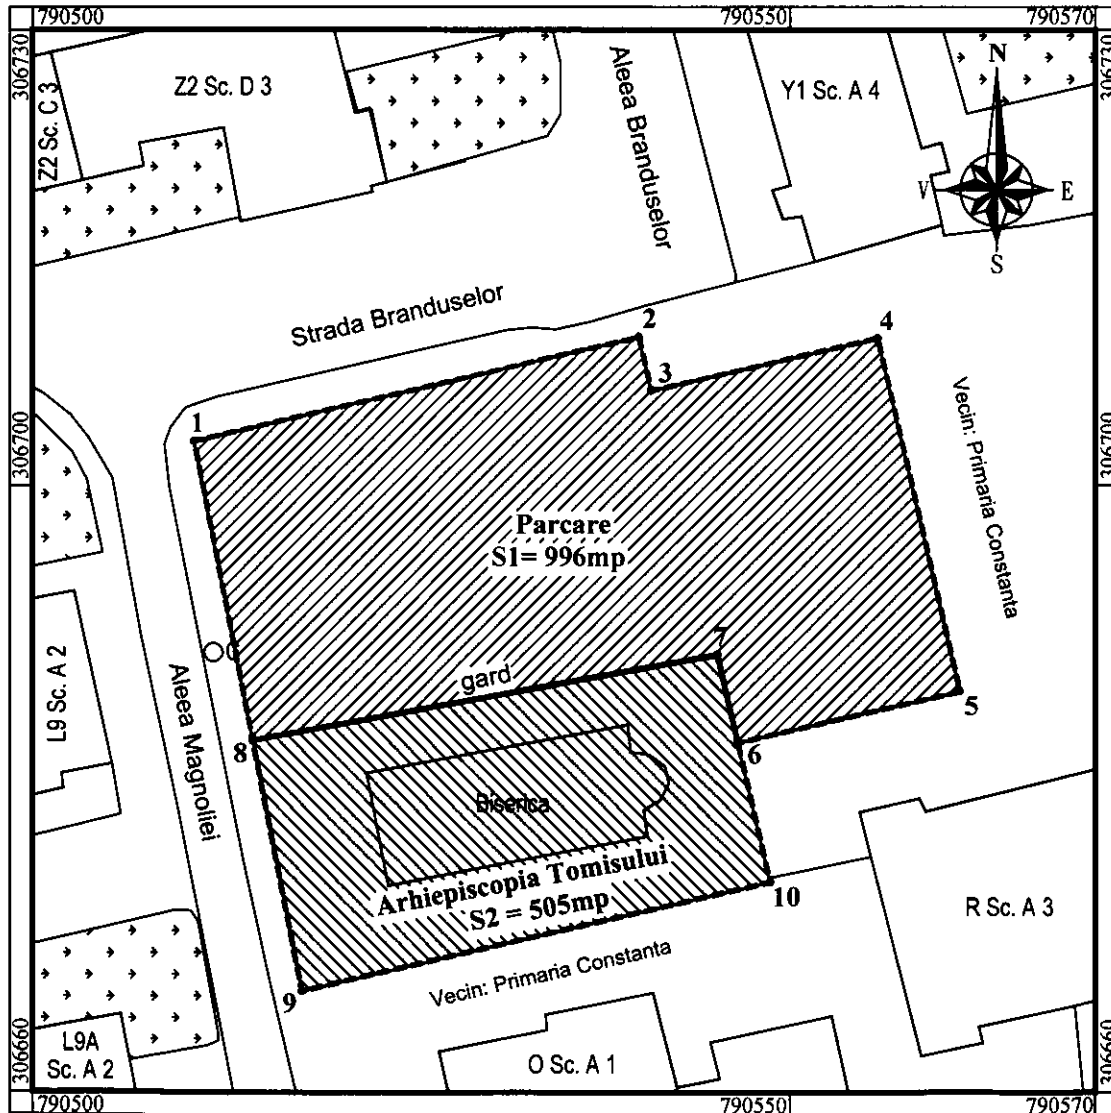 790500
790550
790570
306730
306730
Z2 Sc. C 3
Z2 Sc. D 3
Aleea Branduselor
Y1 Sc. A 4
N
V
E
S
Strada Branduselor
2
4
3
1
Vecin: Primaria Constanta
306700
306700
Parcare
S1= 996mp
7
gard
L9 Sc. A 2
Aleea Magnoliei
5
8
6
Biserica
Arhiepiscopia Tomisului
S2 = 505mp
10
R Sc. A 3
9
Vecin: Primaria Constanta
L9A
Sc. A 2
O Sc. A 1
306660
306660
790500
790550
790570